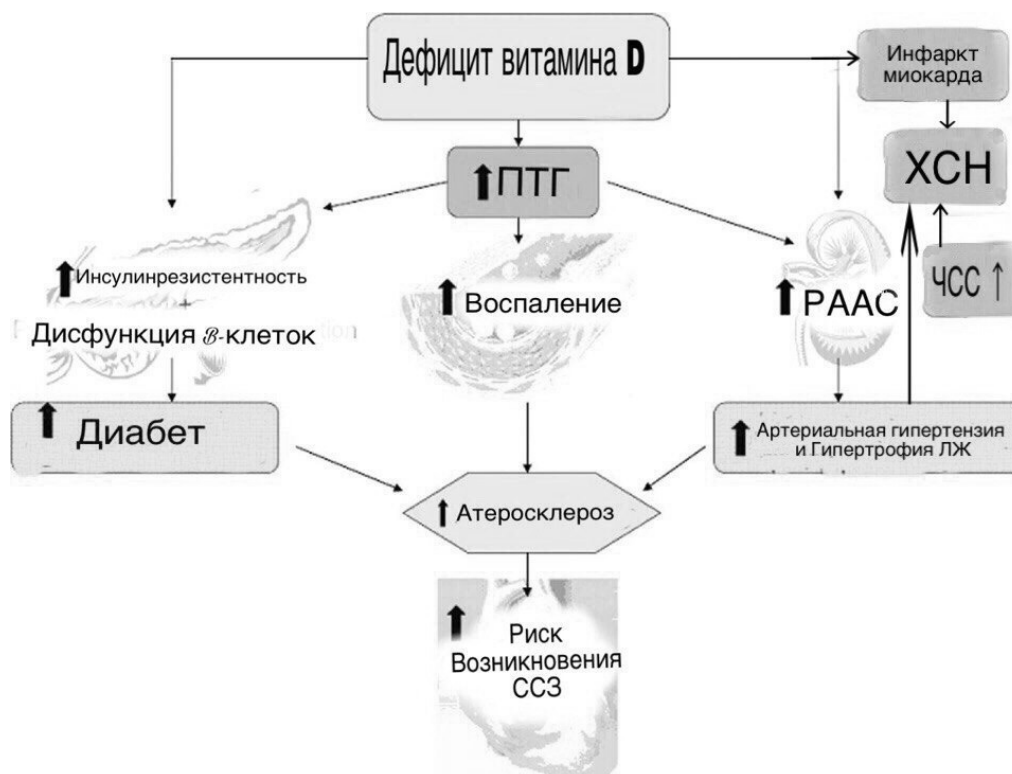 Дефицит витамина D
Инфаркт
миокарда
ПТГ
ХСН
Инсулинрезистентность
+
Дисфункция β-клеток
Воспаление
РААС
ЧСС ↑
Диабет
Артериальная гипертензия
и Гипертрофия ЛЖ
Атеросклероз
Риск
Возникновения
ССЗ